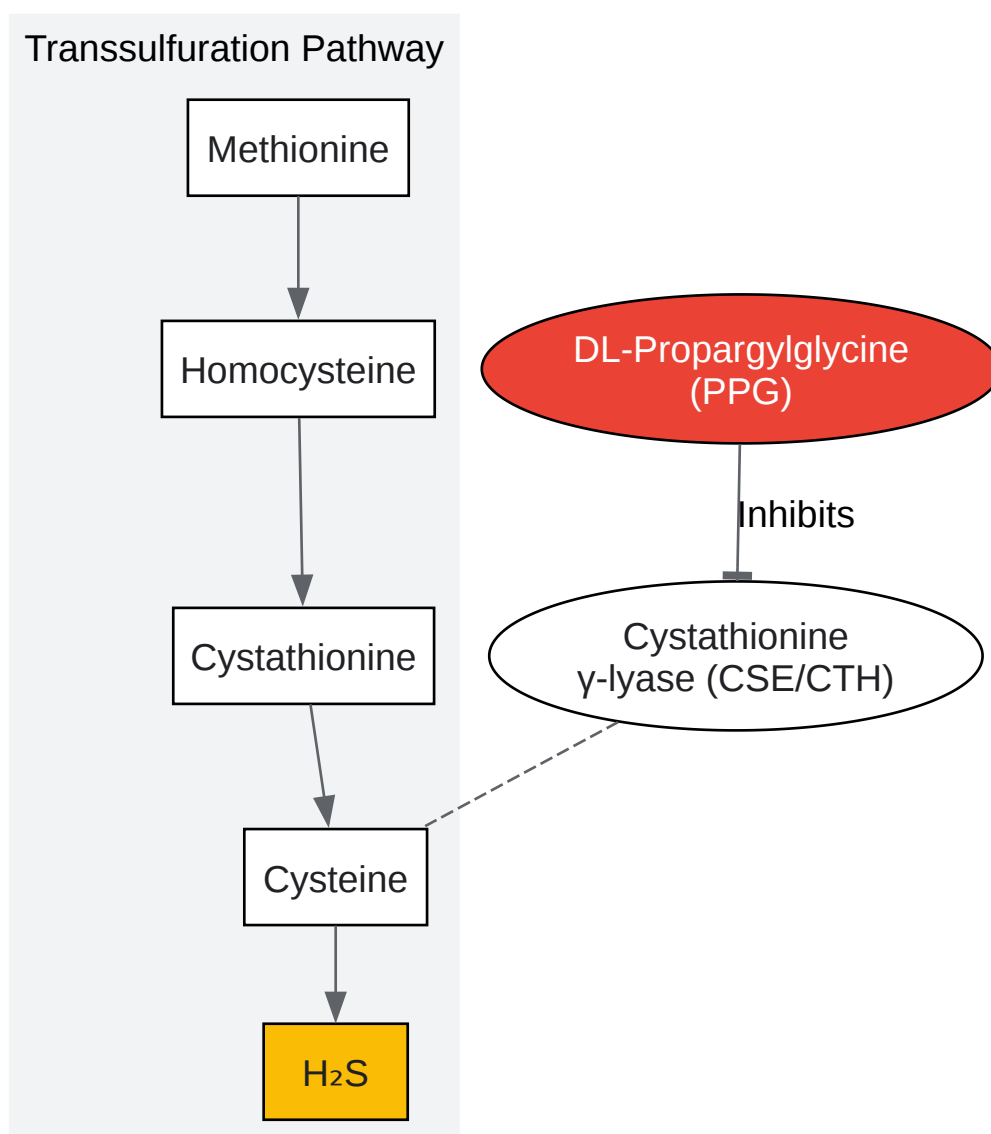 Transsulfuration Pathway
Methionine
Homocysteine
DL-Propargylglycine
(PPG)
Inhibits
Cystathionine
Cystathionine
γ-lyase (CSE/CTH)
Cysteine
H₂S